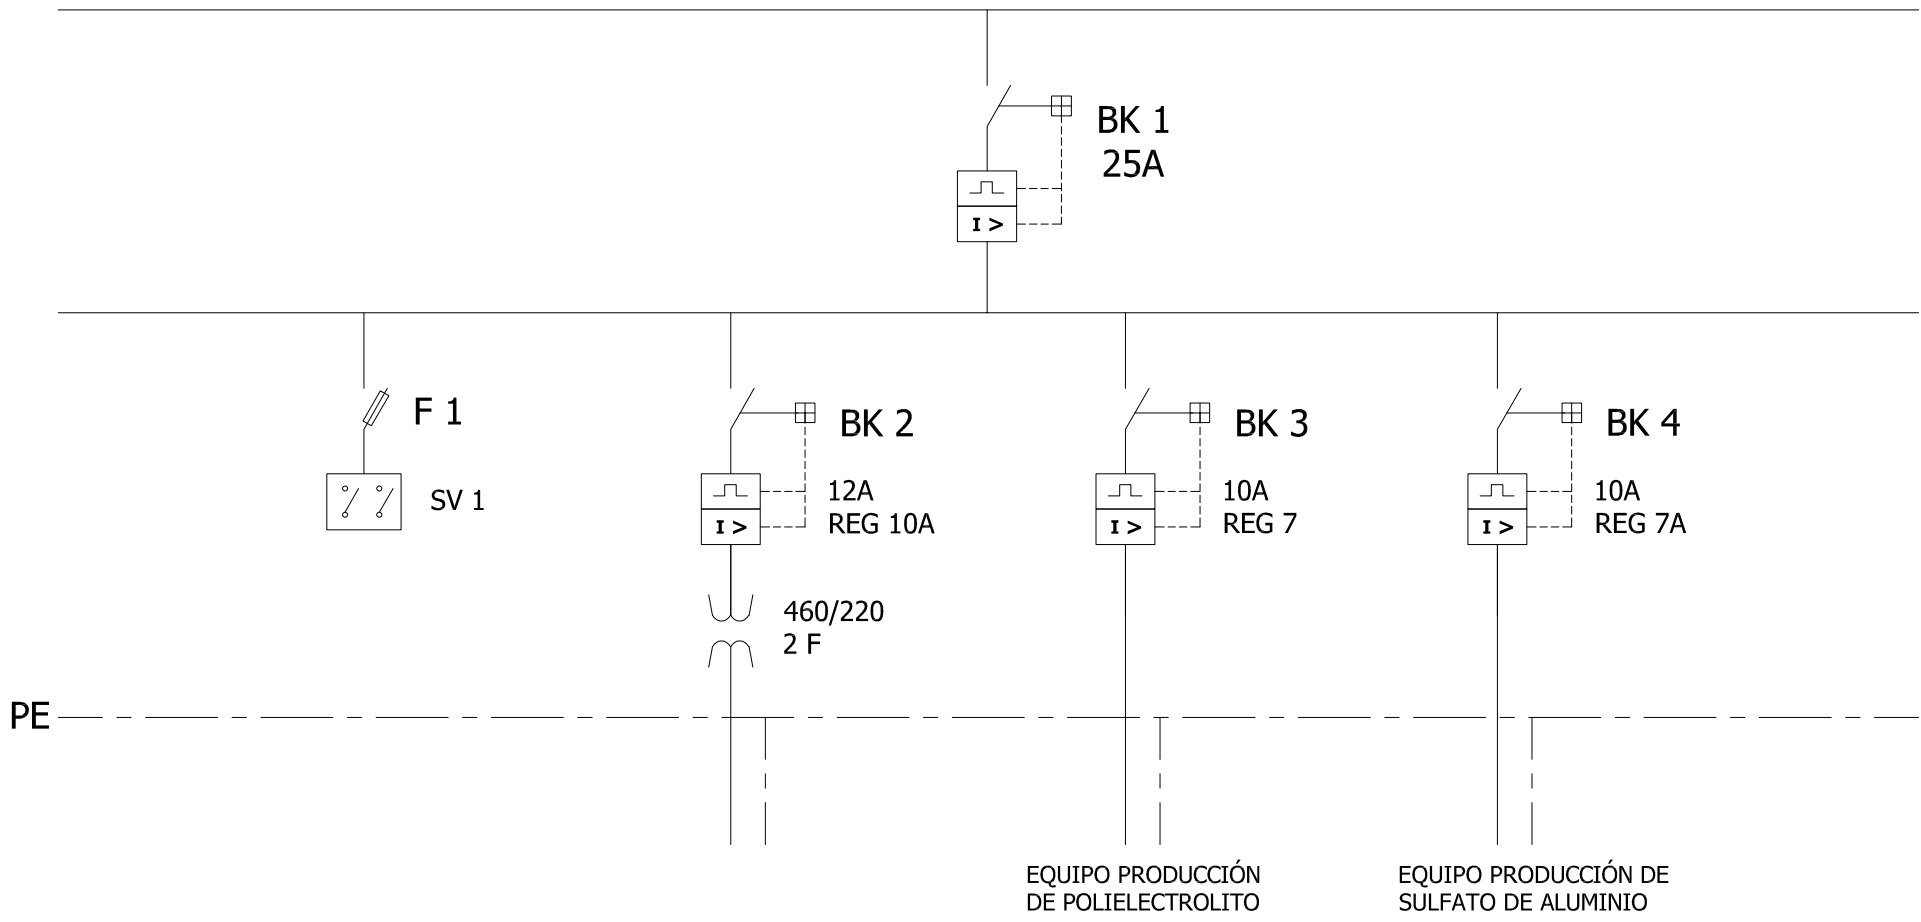 BK 1
25A
I >
F 1
SV 1
BK 2
12A
REG 10A
I >
460/220
2 F
BK 3
10A
REG 7
I >
BK 4
10A
REG 7A
I >
PE
EQUIPO PRODUCCIÓN
DE POLIELECTROLITO
EQUIPO PRODUCCIÓN DE
SULFATO DE ALUMINIO